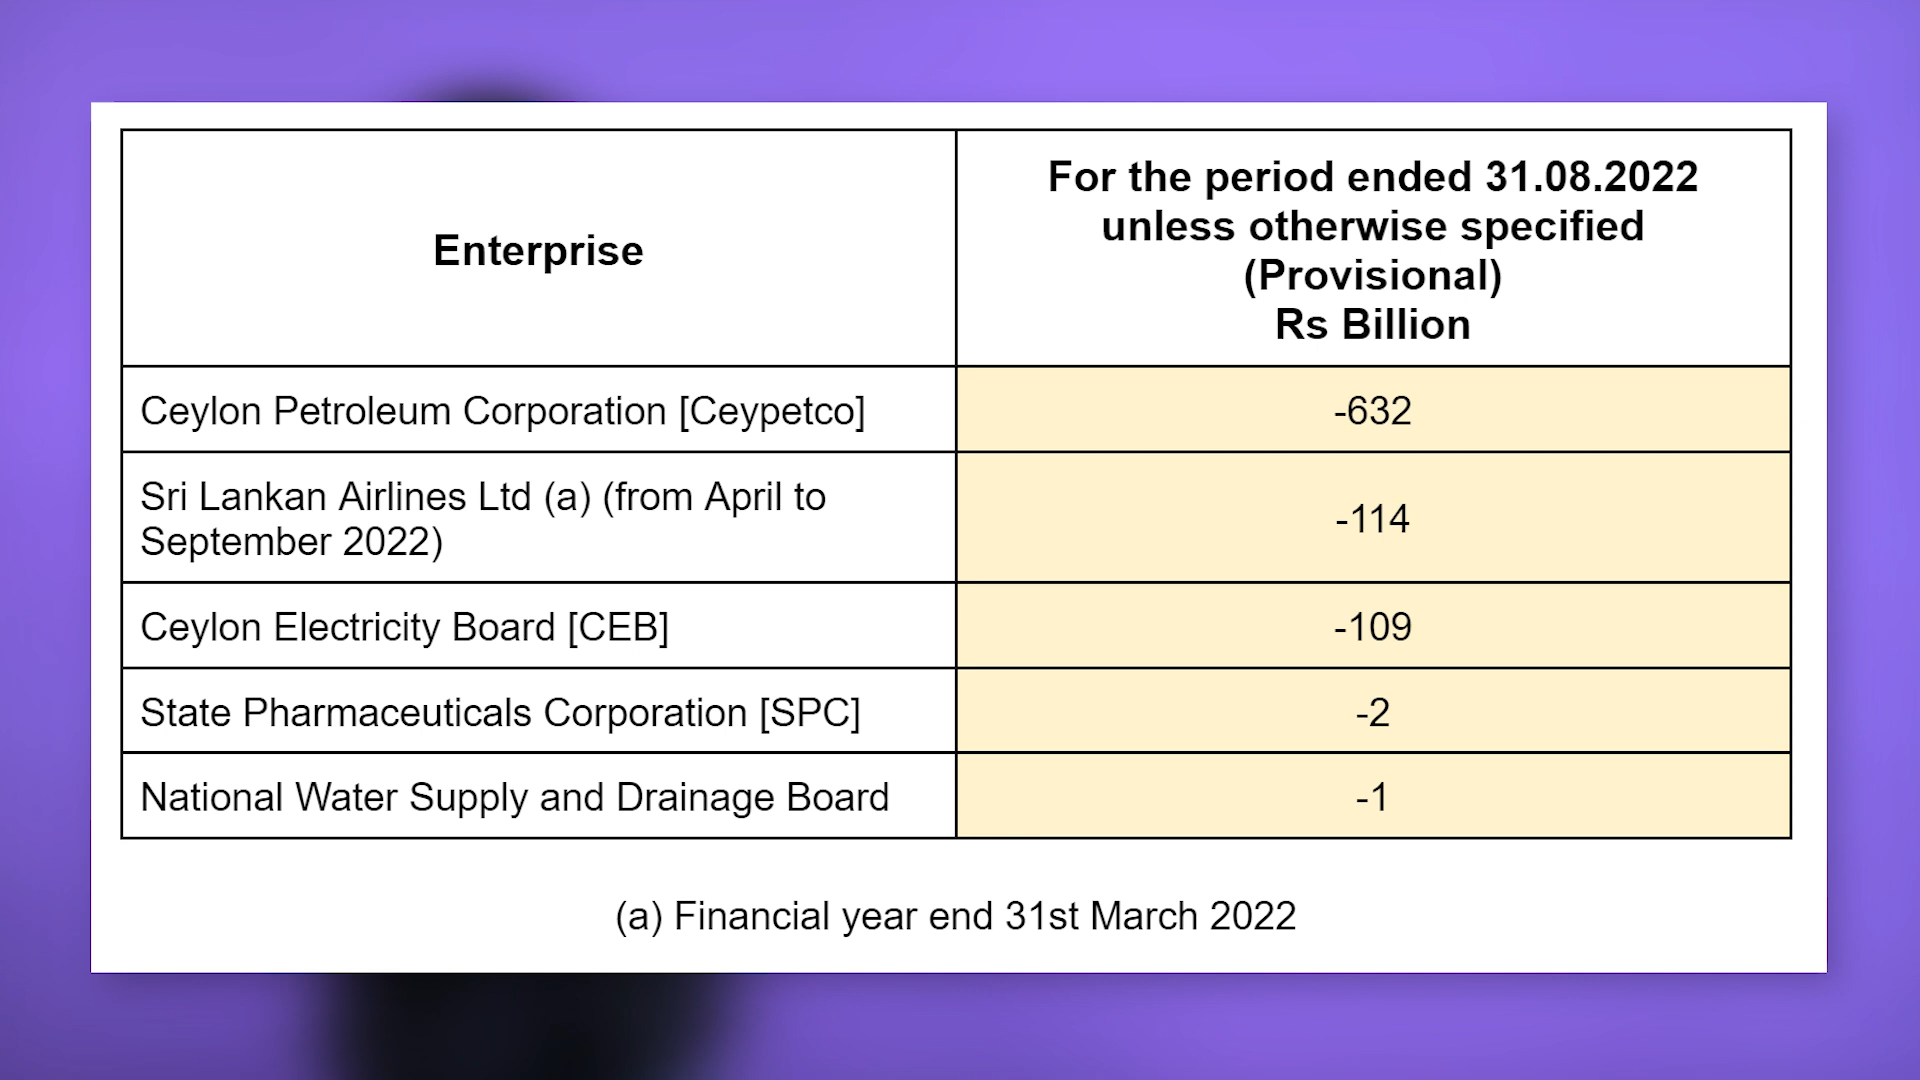 Enterprise
For the period ended 31.08.2022
unless otherwise specified
(Provisional)
Rs Billion
Ceylon Petroleum Corporation [Ceypetco]
-632
Sri Lankan Airlines Ltd (a) (from April to
September 2022)
-114
Ceylon Electricity Board [CEB]
-109
State Pharmaceuticals Corporation [SPC]
-2
National Water Supply and Drainage Board
-1
(a) Financial year end 31st March 2022